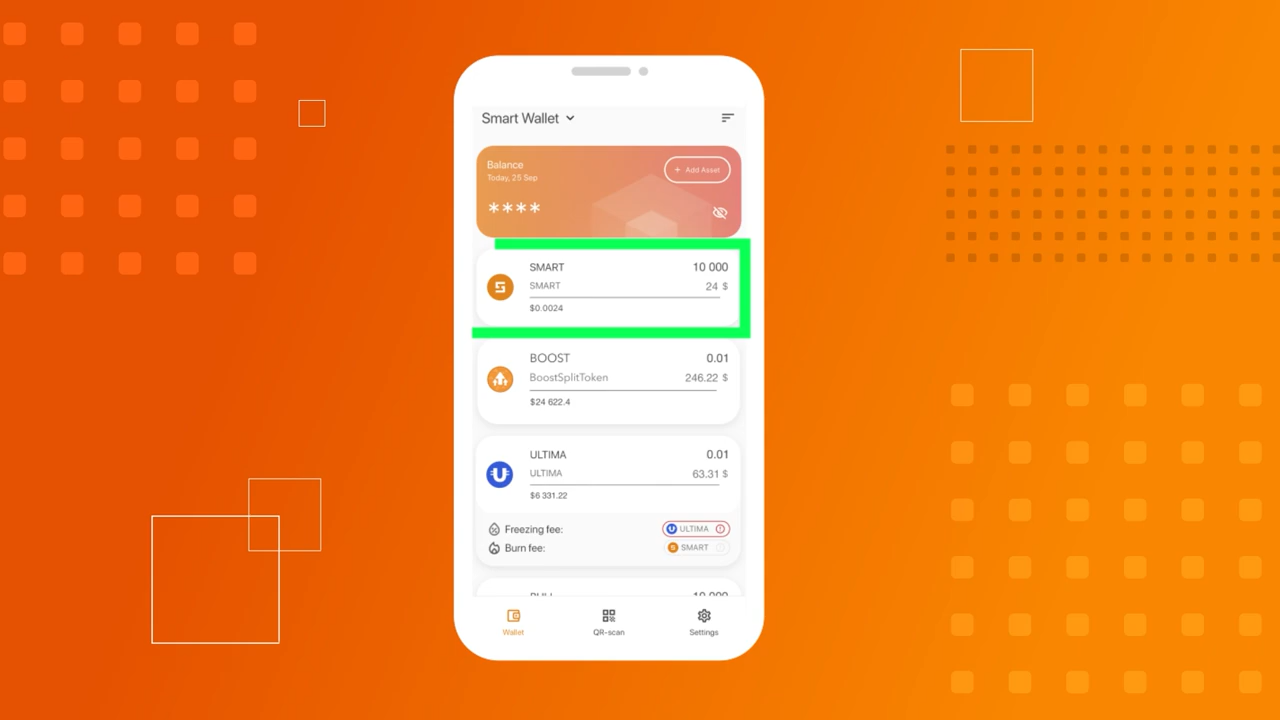 Smart Wallet
Balance
Today, 25 Sep
+ Add Asset
****
SMART 10 000
SMART 24 $
$0.0024
BOOST 0.01
BoostSplitToken 246.22 $
$24 622.4
ULTIMA 0.01
ULTIMA 63.31 $
$6 331.22
Freezing fee: ULTIMA
Burn fee: SMART
10 000
Wallet QR-scan Settings